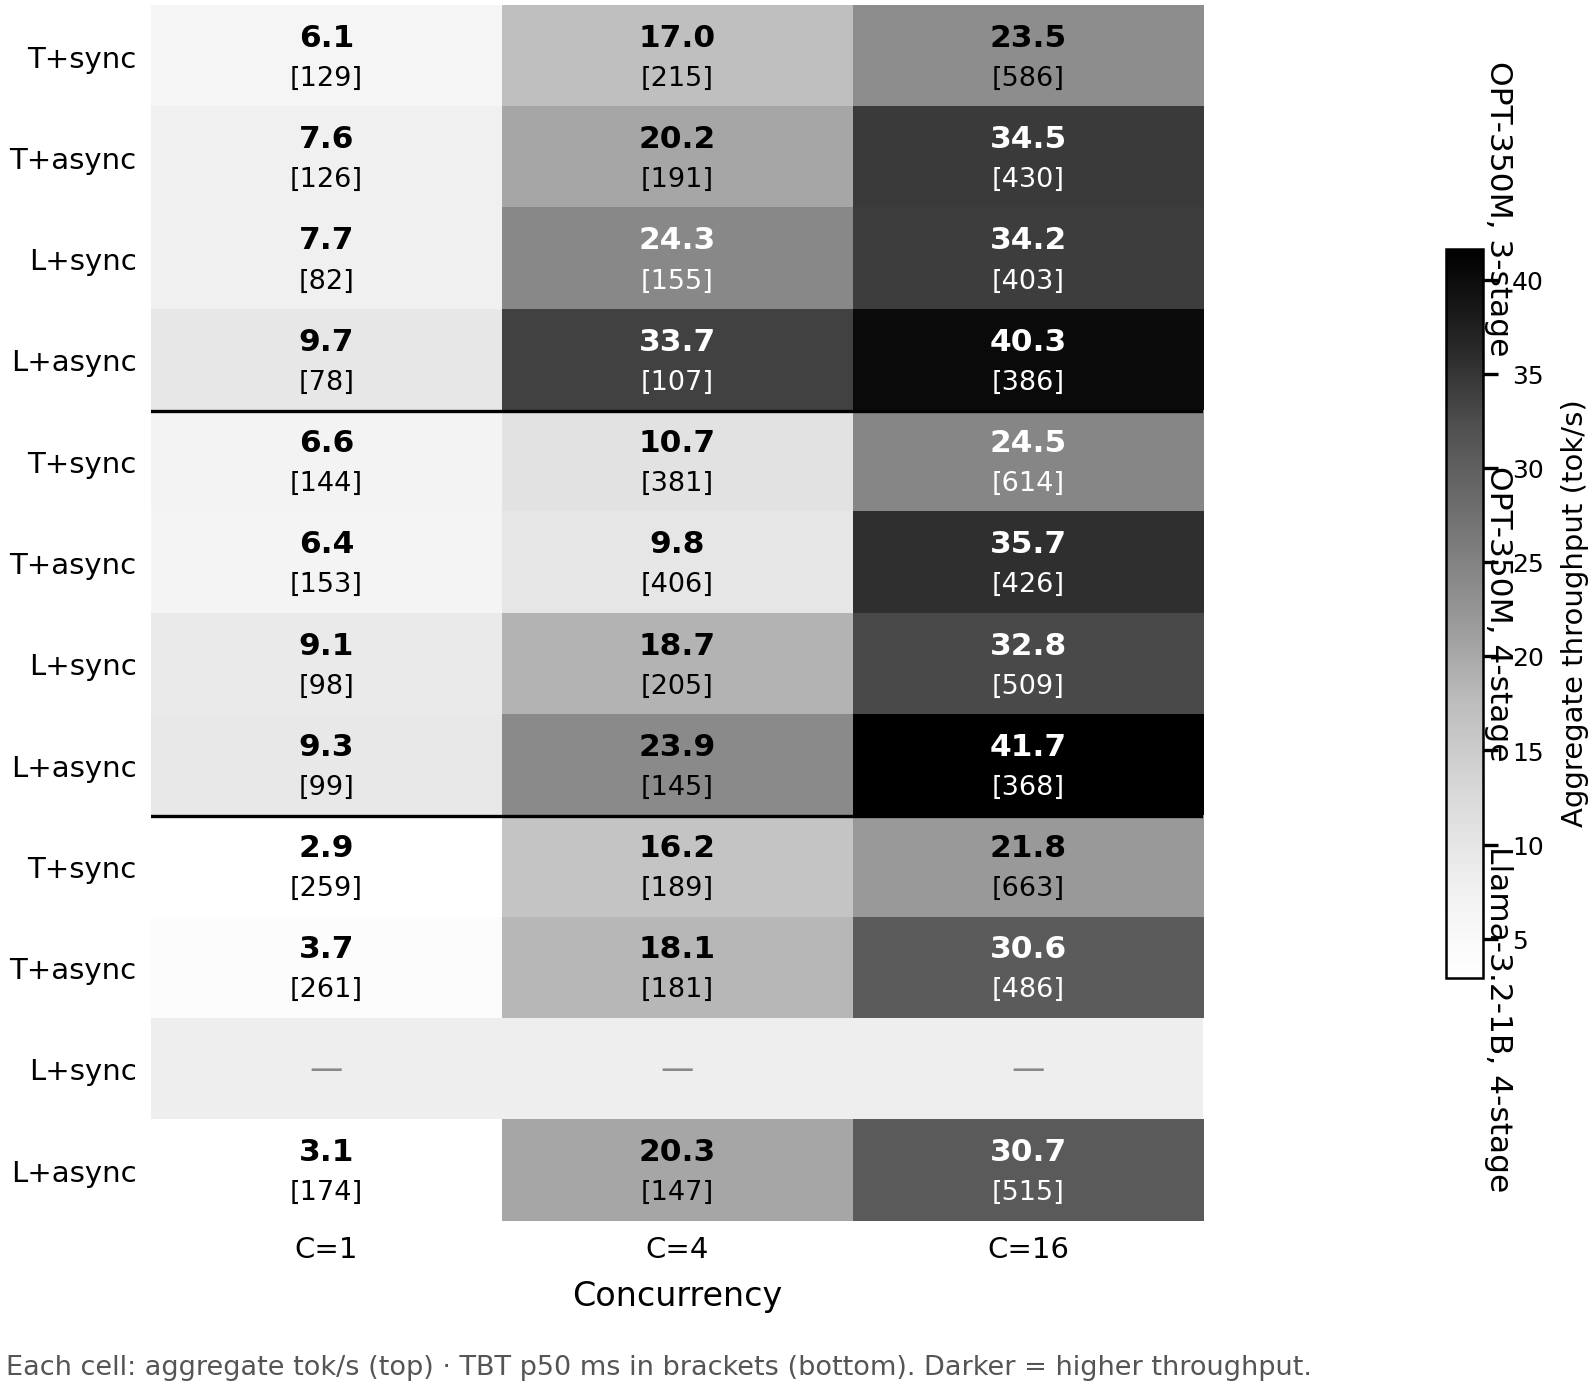 T+sync 6.1 17.0 23.5
[129] [215] [586]
T+async 7.6 20.2 34.5
[126] [191] [430]
L+sync 7.7 24.3 34.2
[82] [155] [403]
L+async 9.7 33.7 40.3
[78] [107] [386]
OPT-350M, 3-stage
T+sync 6.6 10.7 24.5
[144] [381] [614]
T+async 6.4 9.8 35.7
[153] [406] [426]
L+sync 9.1 18.7 32.8
[98] [205] [509]
L+async 9.3 23.9 41.7
[99] [145] [368]
OPT-350M, 4-stage
T+sync 2.9 16.2 21.8
[259] [189] [663]
T+async 3.7 18.1 30.6
[261] [181] [486]
L+sync — — —
L+async 3.1 20.3 30.7
[174] [147] [515]
Llama-3.2-1B, 4-stage
C=1 C=4 C=16
Concurrency
40
35
30
25
20
15
10
5
Aggregate throughput (tok/s)
Each cell: aggregate tok/s (top) · TBT p50 ms in brackets (bottom). Darker = higher throughput.